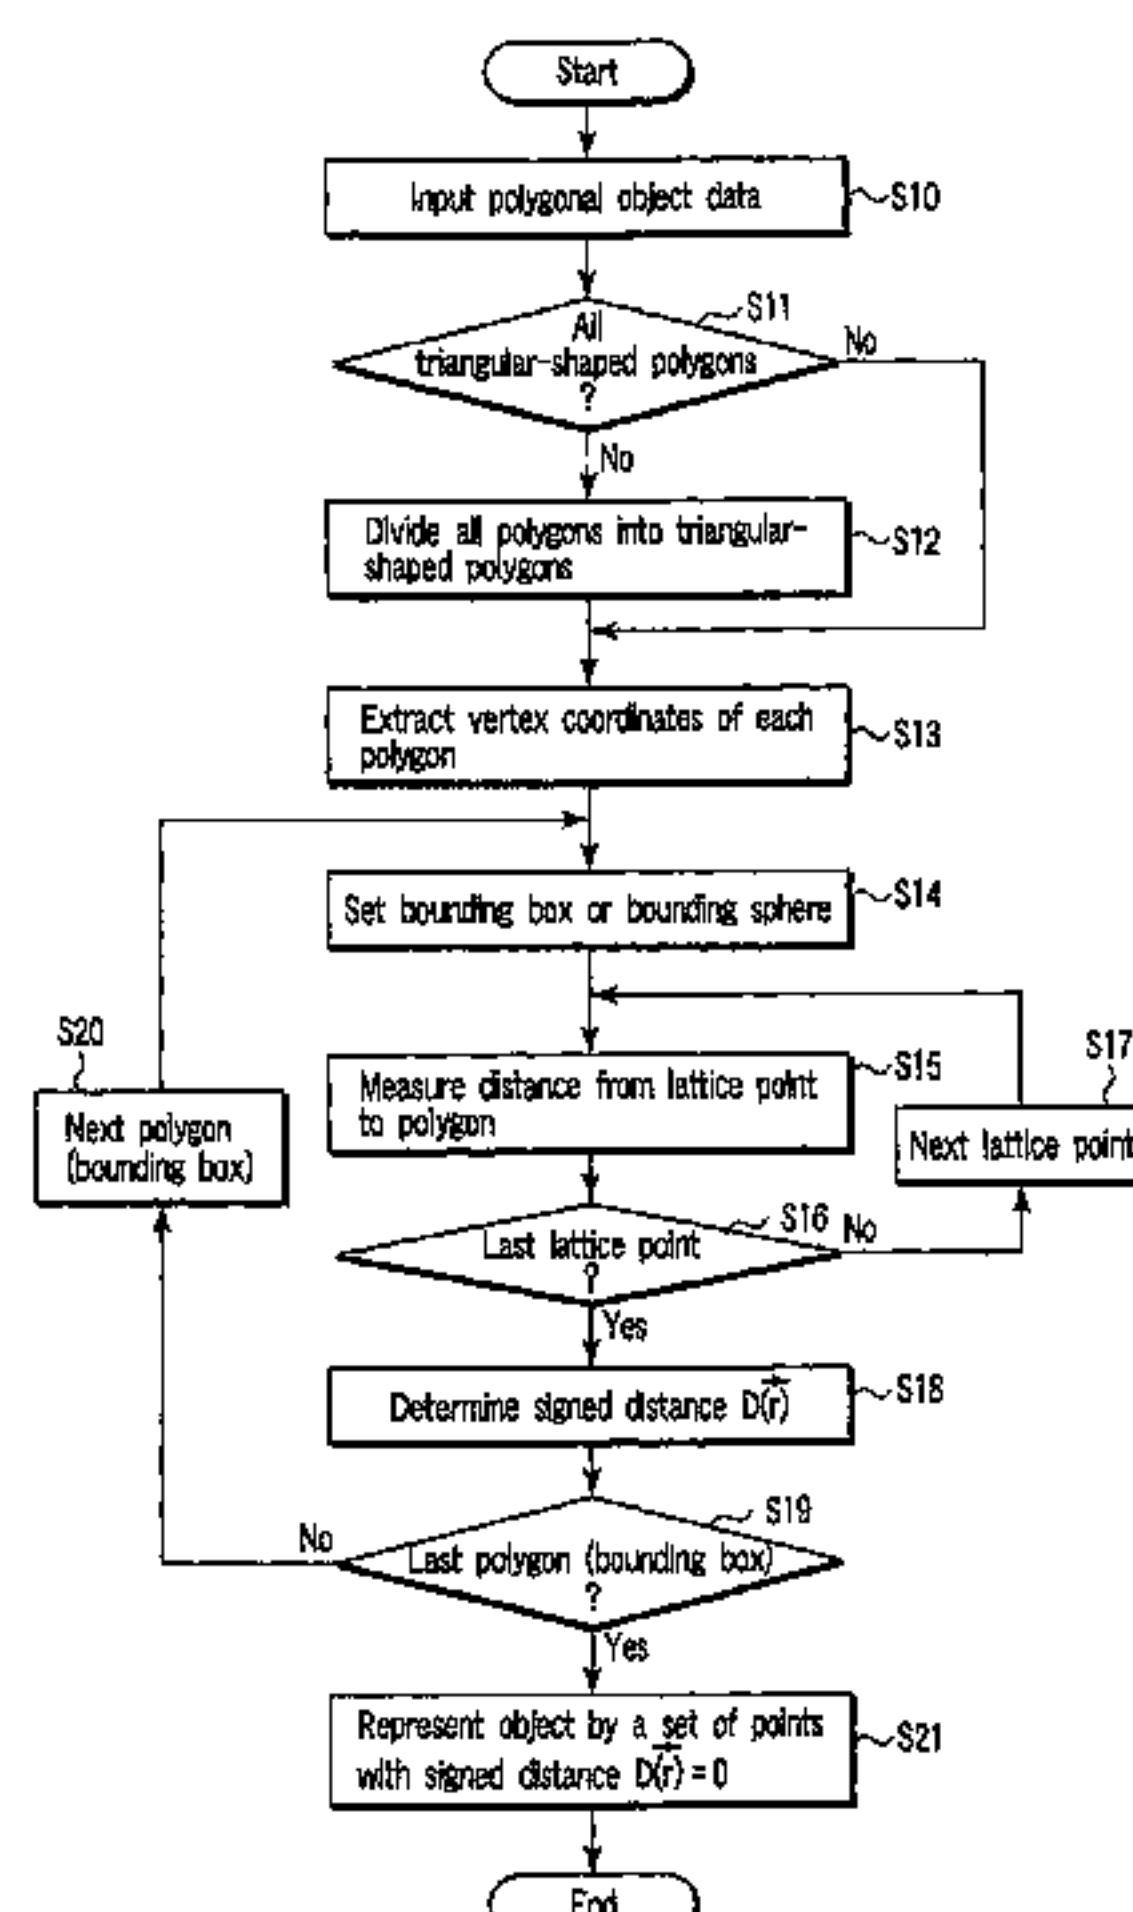 Start
Input polygonal object data
S10
S11
All
triangular-shaped polygons
?
No
No
Divide all polygons into triangular-
shaped polygons
S12
Extract vertex coordinates of each
polygon
S13
Set bounding box or bounding sphere
S14
S20
Next polygon
(bounding box)
Measure distance from lattice point
to polygon
S15
S17
Next lattice point
S16
Last lattice point
?
No
Yes
Determine signed distance D(r⃗)
S18
S19
No
Last polygon (bounding box)
?
Yes
Represent object by a set of points
with signed distance D(r⃗) = 0
S21
End